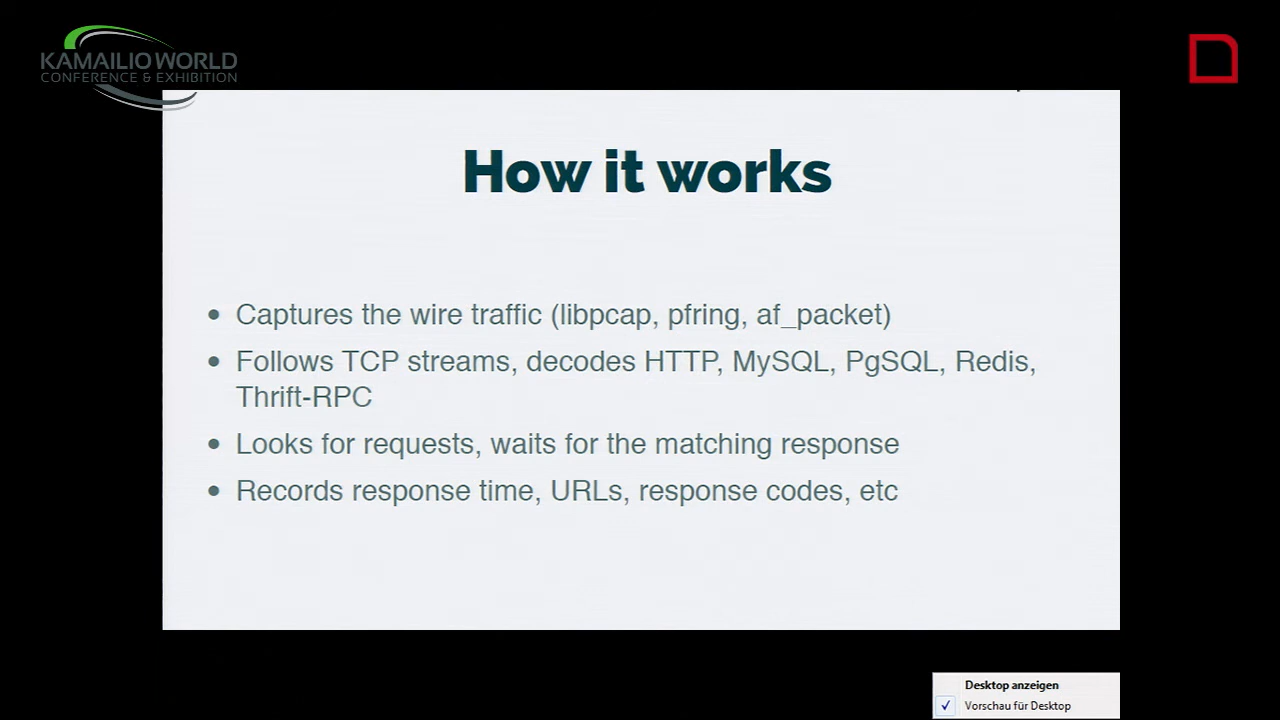 KAMAILIO WORLD
CONFERENCE & EXHIBITION
How it works
• Captures the wire traffic (libpcap, pfring, af_packet)
• Follows TCP streams, decodes HTTP, MySQL, PgSQL, Redis,
Thrift-RPC
• Looks for requests, waits for the matching response
• Records response time, URLs, response codes, etc
Desktop anzeigen
✓ Vorschau für Desktop